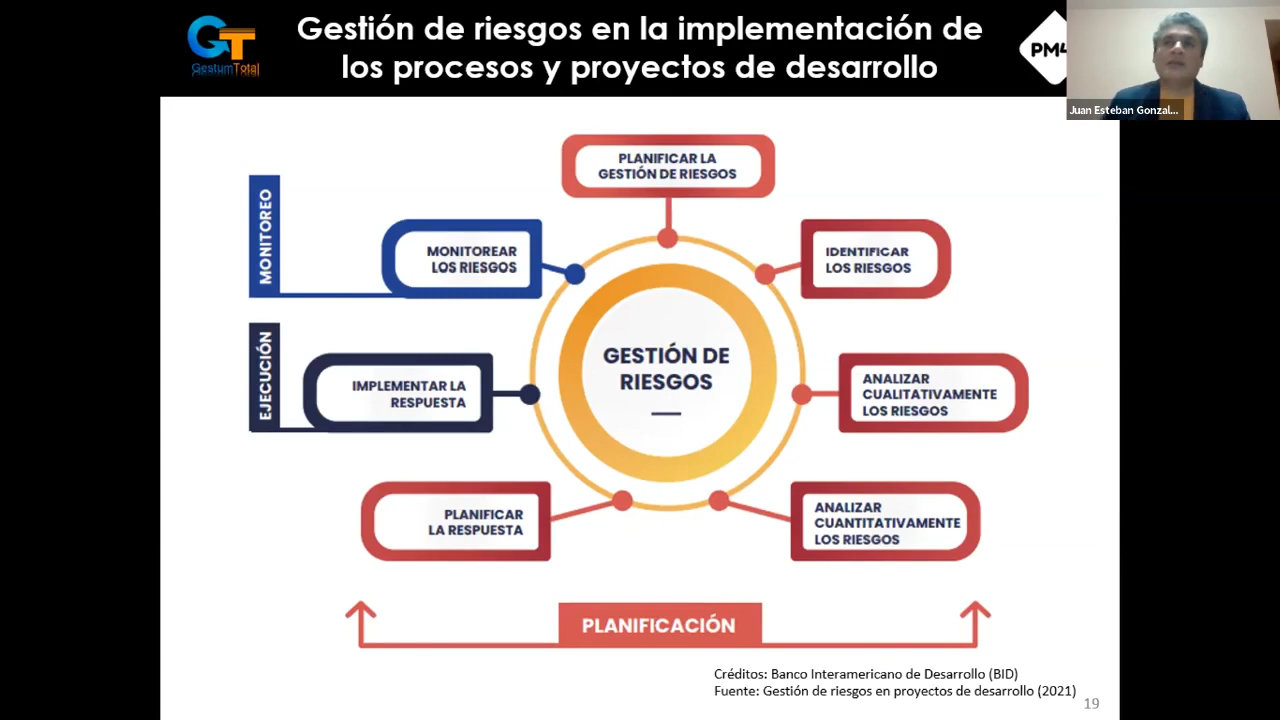 Gestión de riesgos en la implementación de
los procesos y proyectos de desarrollo
GT
GestumTotal
PM4
Juan Esteban Gonzal...
PLANIFICAR LA
GESTIÓN DE RIESGOS
MONITOREO
MONITOREAR
LOS RIESGOS
IDENTIFICAR
LOS RIESGOS
GESTIÓN DE
RIESGOS
EJECUCIÓN
IMPLEMENTAR LA
RESPUESTA
ANALIZAR
CUALITATIVAMENTE
LOS RIESGOS
PLANIFICAR
LA RESPUESTA
ANALIZAR
CUANTITATIVAMENTE
LOS RIESGOS
PLANIFICACIÓN
Créditos: Banco Interamericano de Desarrollo (BID)
Fuente: Gestión de riesgos en proyectos de desarrollo (2021)
19